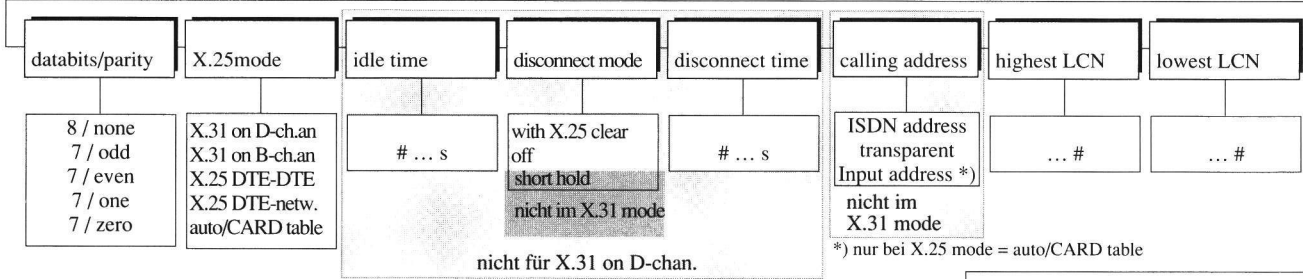 databits/parity
X.25mode
idle time
disconnect mode
disconnect time
calling address
highest LCN
lowest LCN
8 / none
7 / odd
7 / even
7 / one
7 / zero
X.31 on D-ch.an
X.31 on B-ch.an
X.25 DTE-DTE
X.25 DTE-netw.
auto/CARD table
# … s
with X.25 clear
off
short hold
nicht im X.31 mode
# … s
ISDN address
transparent
Input address *)
nicht im
X.31 mode
… #
… #
*) nur bei X.25 mode = auto/CARD table
nicht für X.31 on D-chan.